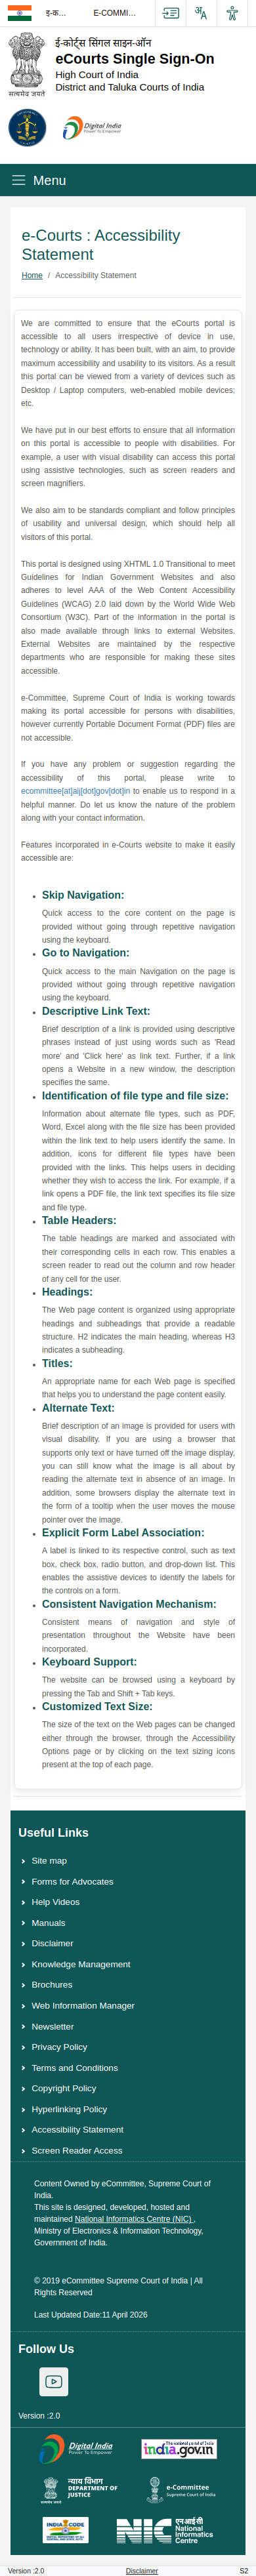 इ-क...
E-COMMI...
अ
A
सत्यमेव जयते
ई-कोर्ट्स सिंगल साइन-ऑन
eCourts Single Sign-On
High Court of India
District and Taluka Courts of India
Digital India
Power To Empower
Menu
e-Courts : Accessibility
Statement
Home / Accessibility Statement
We are committed to ensure that the eCourts portal is
accessible to all users irrespective of device in use,
technology or ability. It has been built, with an aim, to provide
maximum accessibility and usability to its visitors. As a result
this portal can be viewed from a variety of devices such as
Desktop / Laptop computers, web-enabled mobile devices;
etc.
We have put in our best efforts to ensure that all information
on this portal is accessible to people with disabilities. For
example, a user with visual disability can access this portal
using assistive technologies, such as screen readers and
screen magnifiers.
We also aim to be standards compliant and follow principles
of usability and universal design, which should help all
visitors of this portal.
This portal is designed using XHTML 1.0 Transitional to meet
Guidelines for Indian Government Websites and also
adheres to level AAA of the Web Content Accessibility
Guidelines (WCAG) 2.0 laid down by the World Wide Web
Consortium (W3C). Part of the information in the portal is
also made available through links to external Websites.
External Websites are maintained by the respective
departments who are responsible for making these sites
accessible.
e-Committee, Supreme Court of India is working towards
making its portal accessible for persons with disabilities,
however currently Portable Document Format (PDF) files are
not accessible.
If you have any problem or suggestion regarding the
accessibility of this portal, please write to
ecommittee[at]aij[dot]gov[dot]in to enable us to respond in a
helpful manner. Do let us know the nature of the problem
along with your contact information.
Features incorporated in e-Courts website to make it easily
accessible are:
Skip Navigation:
Quick access to the core content on the page is
provided without going through repetitive navigation
using the keyboard.
Go to Navigation:
Quick access to the main Navigation on the page is
provided without going through repetitive navigation
using the keyboard.
Descriptive Link Text:
Brief description of a link is provided using descriptive
phrases instead of just using words such as 'Read
more' and 'Click here' as link text. Further, if a link
opens a Website in a new window, the description
specifies the same.
Identification of file type and file size:
Information about alternate file types, such as PDF,
Word, Excel along with the file size has been provided
within the link text to help users identify the same. In
addition, icons for different file types have been
provided with the links. This helps users in deciding
whether they wish to access the link. For example, if a
link opens a PDF file, the link text specifies its file size
and file type.
Table Headers:
The table headings are marked and associated with
their corresponding cells in each row. This enables a
screen reader to read out the column and row header
of any cell for the user.
Headings:
The Web page content is organized using appropriate
headings and subheadings that provide a readable
structure. H2 indicates the main heading, whereas H3
indicates a subheading.
Titles:
An appropriate name for each Web page is specified
that helps you to understand the page content easily.
Alternate Text:
Brief description of an image is provided for users with
visual disability. If you are using a browser that
supports only text or have turned off the image display,
you can still know what the image is all about by
reading the alternate text in absence of an image. In
addition, some browsers display the alternate text in
the form of a tooltip when the user moves the mouse
pointer over the image.
Explicit Form Label Association:
A label is linked to its respective control, such as text
box, check box, radio button, and drop-down list. This
enables the assistive devices to identify the labels for
the controls on a form.
Consistent Navigation Mechanism:
Consistent means of navigation and style of
presentation throughout the Website have been
incorporated.
Keyboard Support:
The website can be browsed using a keyboard by
pressing the Tab and Shift + Tab keys.
Customized Text Size:
The size of the text on the Web pages can be changed
either through the browser, through the Accessibility
Options page or by clicking on the text sizing icons
present at the top of each page.
Useful Links
Site map
Forms for Advocates
Help Videos
Manuals
Disclaimer
Knowledge Management
Brochures
Web Information Manager
Newsletter
Privacy Policy
Terms and Conditions
Copyright Policy
Hyperlinking Policy
Accessibility Statement
Screen Reader Access
Content Owned by eCommittee, Supreme Court of
India.
This site is designed, developed, hosted and
maintained National Informatics Centre (NIC) ,
Ministry of Electronics & Information Technology,
Government of India.
© 2019 eCommittee Supreme Court of India | All
Rights Reserved
Last Updated Date:11 April 2026
Follow Us
Version :2.0
Digital India
Power To Empower
the national portal of India
india.gov.in
न्याय विभाग
DEPARTMENT OF
JUSTICE
सत्यमेव जयते
e-Committee
Supreme Court of India
INDIA CODE
NIC
एन आई सी
National
Informatics
Centre
Version :2.0 Disclaimer S2